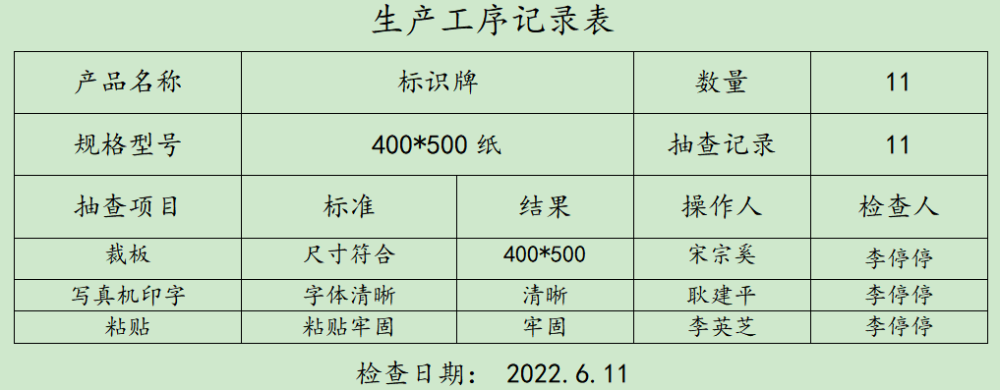 生产工序记录表
产品名称 标识牌 数量 11
规格型号 400*500 纸 抽查记录 11
抽查项目 标准 结果 操作人 检查人
裁板 尺寸符合 400*500 宋宗奚 李停停
写真机印字 字体清晰 清晰 耿建平 李停停
粘贴 粘贴牢固 牢固 李英芝 李停停
检查日期： 2022.6.11